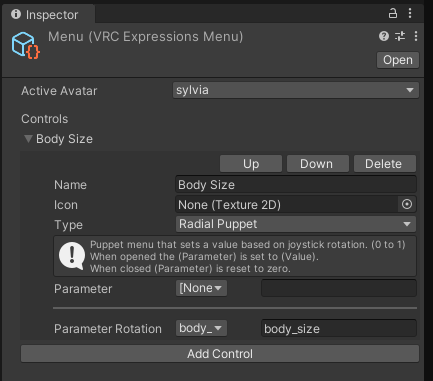 Inspector
Menu (VRC Expressions Menu)
Open
Active Avatar sylvia
Controls
Body Size
Up Down Delete
Name Body Size
Icon None (Texture 2D)
Type Radial Puppet
Puppet menu that sets a value based on joystick rotation. (0 to 1)
When opened the (Parameter) is set to (Value).
When closed (Parameter) is reset to zero.
Parameter [None
Parameter Rotation body_ body_size
Add Control